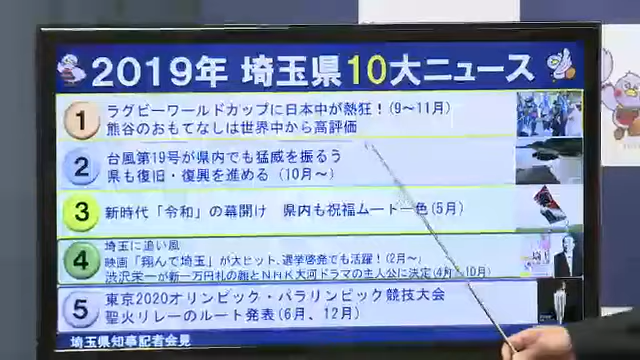 2019年 埼玉県10大ニュース
1 ラグビーワールドカップに日本中が熱狂！(9～11月)
熊谷のおもてなしは世界中から高評価
2 台風第19号が県内でも猛威を振るう
県も復旧・復興を進める (10月～)
3 新時代「令和」の幕開け 県内も祝福ムード一色(5月)
4 埼玉に追い風
映画「翔んで埼玉」が大ヒット、選挙啓発でも活躍！(2月～)
渋沢栄一が新一万円札の顔とNHK大河ドラマの主人公に決定(4月、10月)
5 東京2020オリンピック・パラリンピック競技大会
聖火リレーのルート発表(6月、12月)
埼玉県知事記者会見